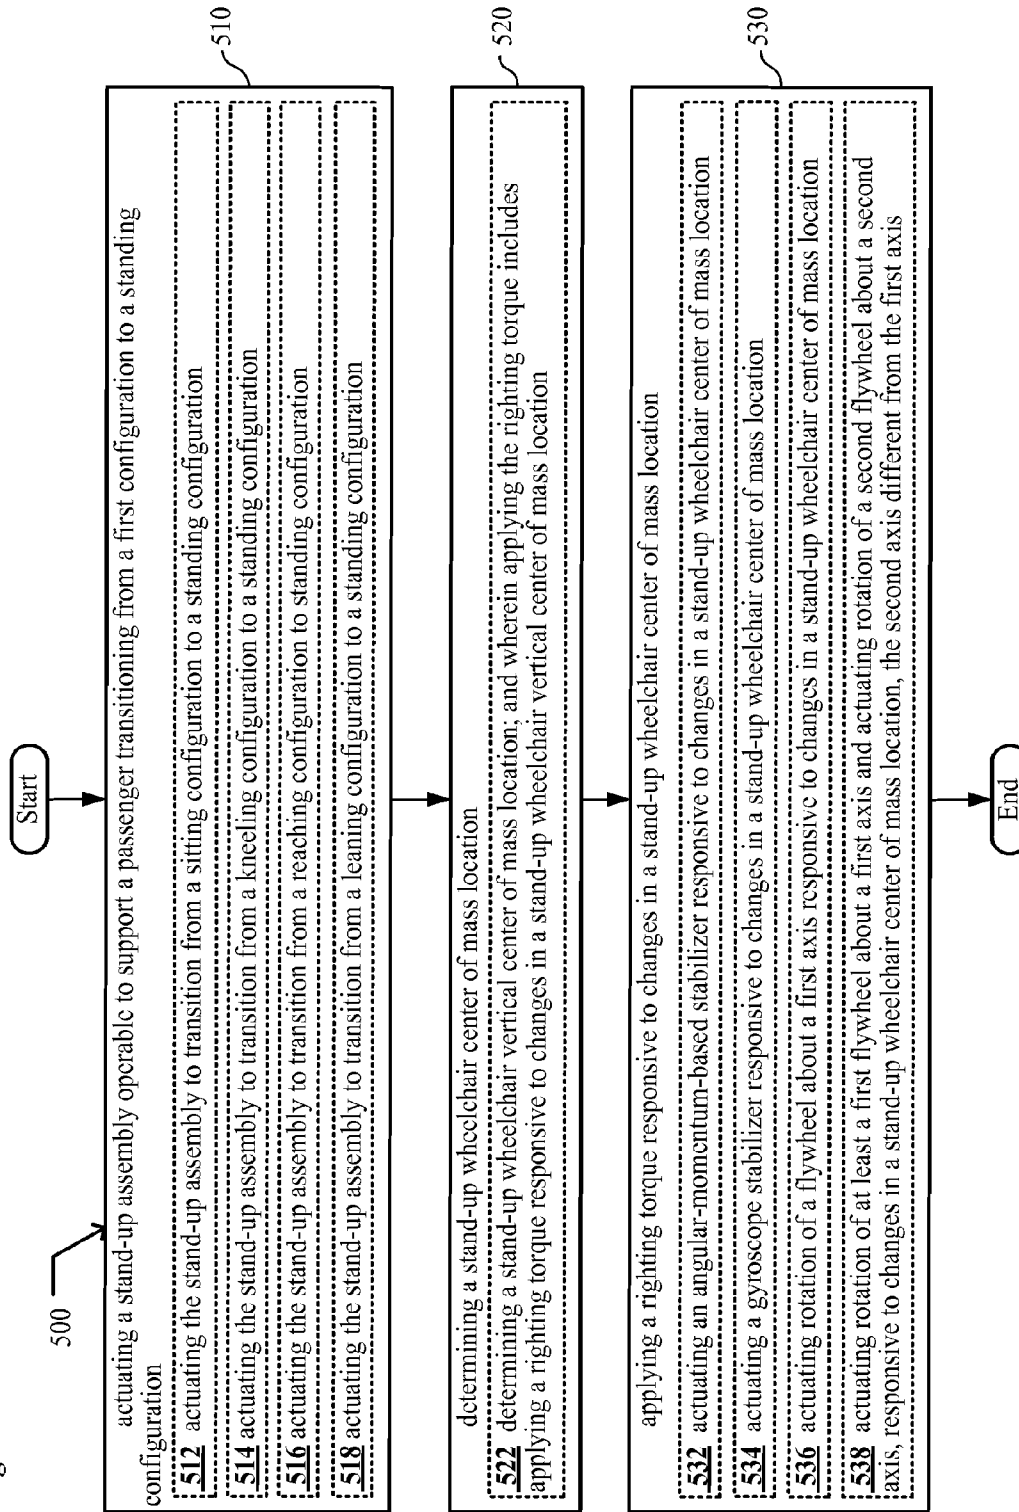 Start
500
actuating a stand-up assembly operable to support a passenger transitioning from a first configuration to a standing
configuration
510
512 actuating the stand-up assembly to transition from a sitting configuration to a standing configuration
514 actuating the stand-up assembly to transition from a kneeling configuration to a standing configuration
516 actuating the stand-up assembly to transition from a reaching configuration to standing configuration
518 actuating the stand-up assembly to transition from a leaning configuration to a standing configuration
determining a stand-up wheelchair center of mass location
520
522 determining a stand-up wheelchair vertical center of mass location; and wherein applying the righting torque includes
applying a righting torque responsive to changes in a stand-up wheelchair vertical center of mass location
applying a righting torque responsive to changes in a stand-up wheelchair center of mass location
530
532 actuating an angular-momentum-based stabilizer responsive to changes in a stand-up wheelchair center of mass location
534 actuating a gyroscope stabilizer responsive to changes in a stand-up wheelchair center of mass location
536 actuating rotation of a flywheel about a first axis responsive to changes in a stand-up wheelchair center of mass location
538 actuating rotation of at least a first flywheel about a first axis and actuating rotation of a second flywheel about a second
axis, responsive to changes in a stand-up wheelchair center of mass location, the second axis different from the first axis
End